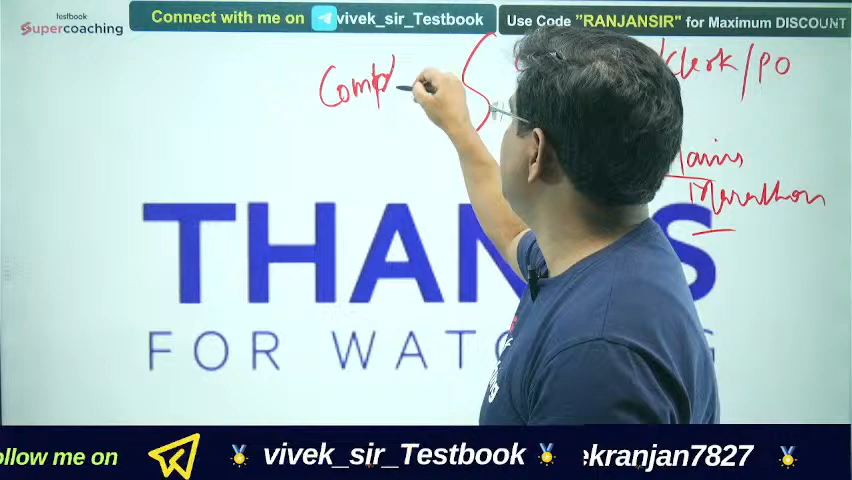 testbook
Supercoaching
Connect with me on vivek_sir_Testbook
Use Code "RANJANSIR" for Maximum DISCOUNT
Comp
/Clerk/PO
Marathon
THAN S
FOR WAT G
ollow me on vivek_sir_Testbook ekranjan7827